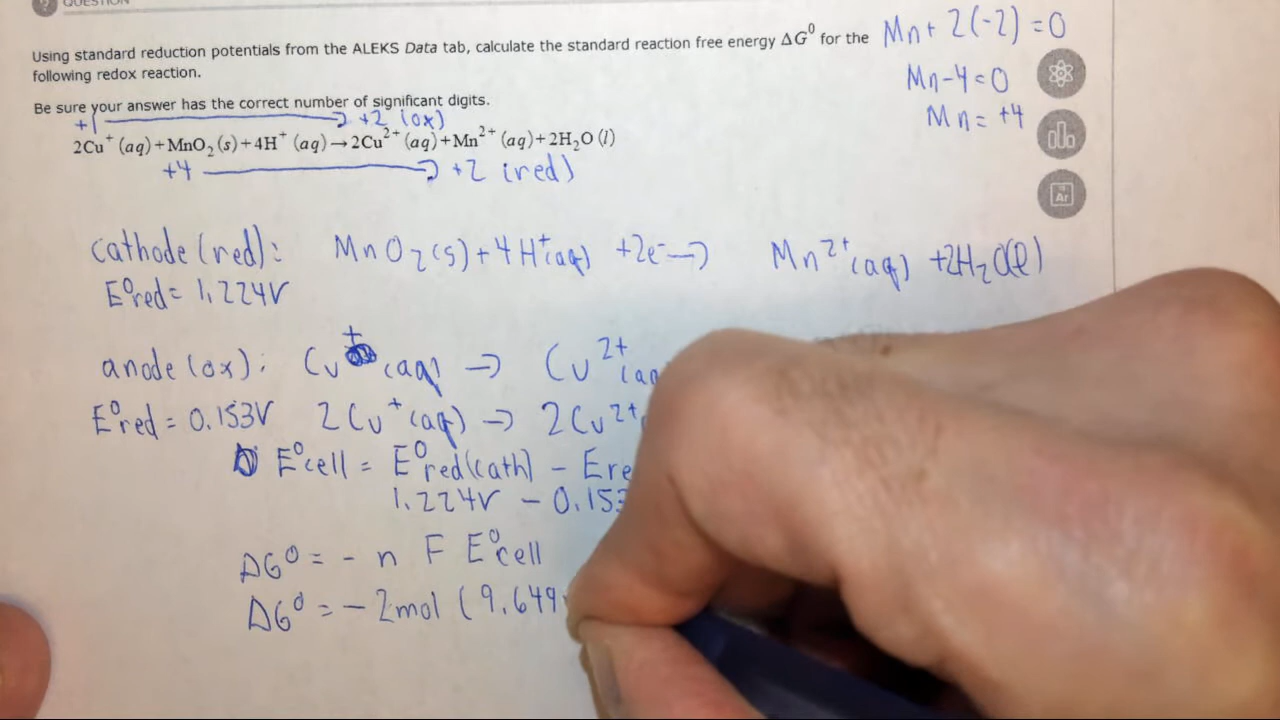 QUESTION
Using standard reduction potentials from the ALEKS Data tab, calculate the standard reaction free energy ΔG⁰ for the
following redox reaction.
Be sure your answer has the correct number of significant digits.
Mn + 2(-2) = 0
Mn-4=0
Mn = +4
+1 → +2 (ox)
2Cu⁺ (aq) + MnO₂ (s) + 4H⁺ (aq) → 2Cu²⁺ (aq) + Mn²⁺ (aq) + 2H₂O (l)
+4 → +2 (red)
Ar
cathode (red): MnO₂(s) + 4H⁺(aq) +2e⁻ → Mn²⁺(aq) +2H₂O(l)
E⁰red = 1.224V
anode (ox): Cu⁺(aq) → Cu²⁺
E⁰red = 0.153V 2Cu⁺(aq) → 2Cu²⁺
E⁰cell = E⁰red(cath) -
1.224V - 0.153
ΔG⁰ = - n F E⁰cell
ΔG⁰ = - 2mol (9.649